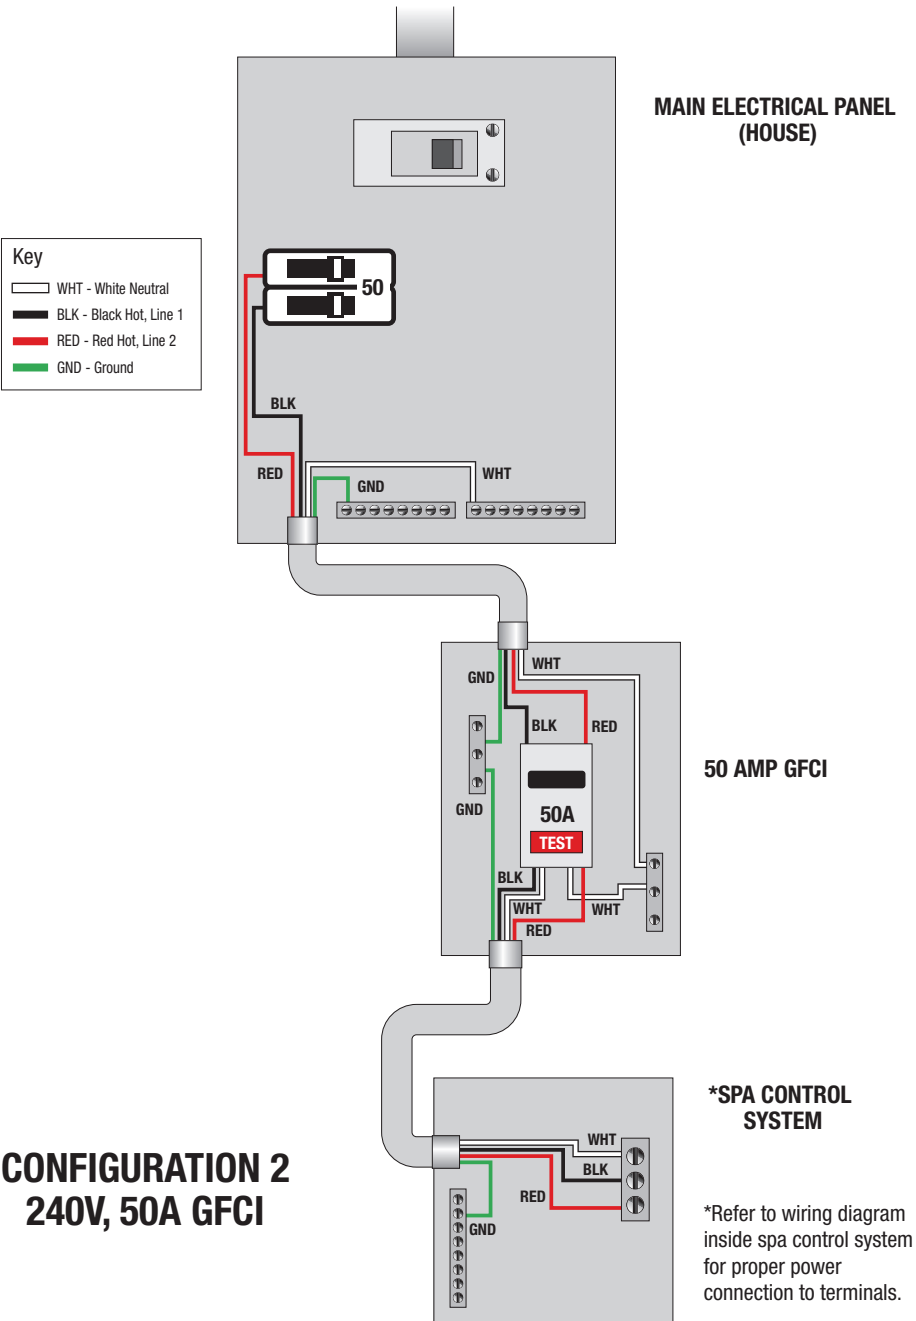 MAIN ELECTRICAL PANEL
(HOUSE)
Key
WHT - White Neutral
BLK - Black Hot, Line 1
RED - Red Hot, Line 2
GND - Ground
50
BLK
RED
GND
WHT
WHT
GND
BLK
RED
50 AMP GFCI
50A
TEST
GND
BLK
WHT
WHT
RED
*SPA CONTROL
SYSTEM
WHT
BLK
RED
GND
CONFIGURATION 2
240V, 50A GFCI
*Refer to wiring diagram
inside spa control system
for proper power
connection to terminals.